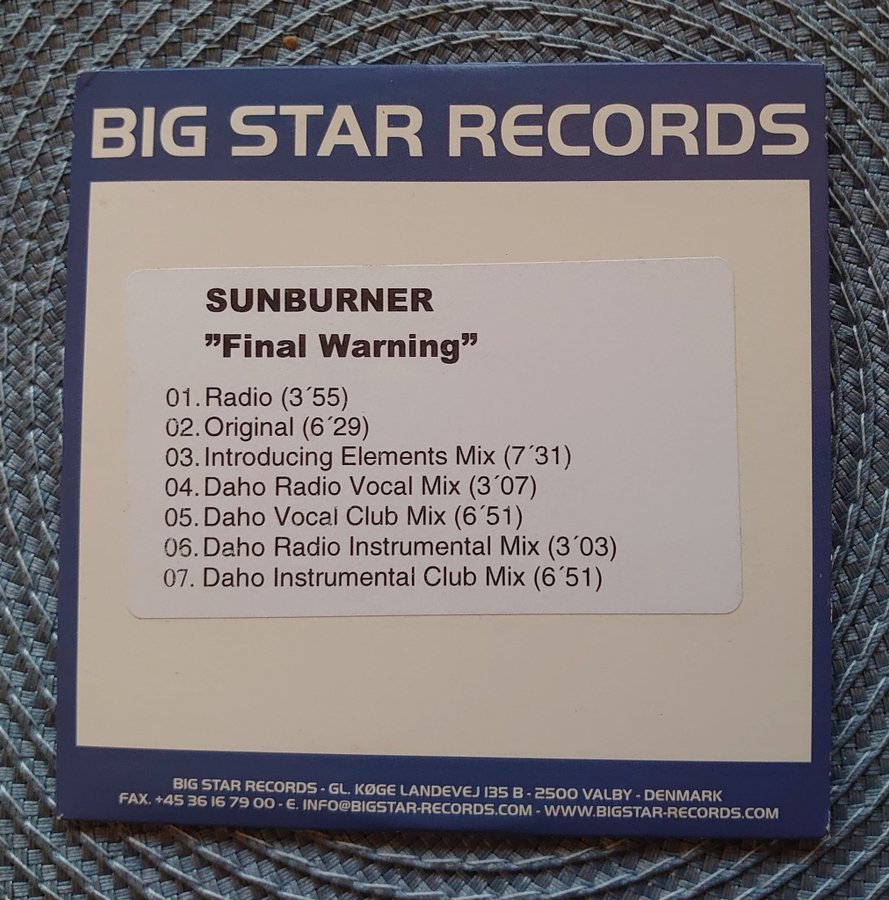 BIG STAR RECORDS
SUNBURNER
”Final Warning”
01. Radio (3´55)
02. Original (6´29)
03. Introducing Elements Mix (7´31)
04. Daho Radio Vocal Mix (3´07)
05. Daho Vocal Club Mix (6´51)
06. Daho Radio Instrumental Mix (3´03)
07. Daho Instrumental Club Mix (6´51)
BIG STAR RECORDS - GL. KØGE LANDEVEJ 135 B - 2500 VALBY - DENMARK
FAX. +45 36 16 79 00 - E. INFO@BIGSTAR-RECORDS.COM - WWW.BIGSTAR-RECORDS.COM